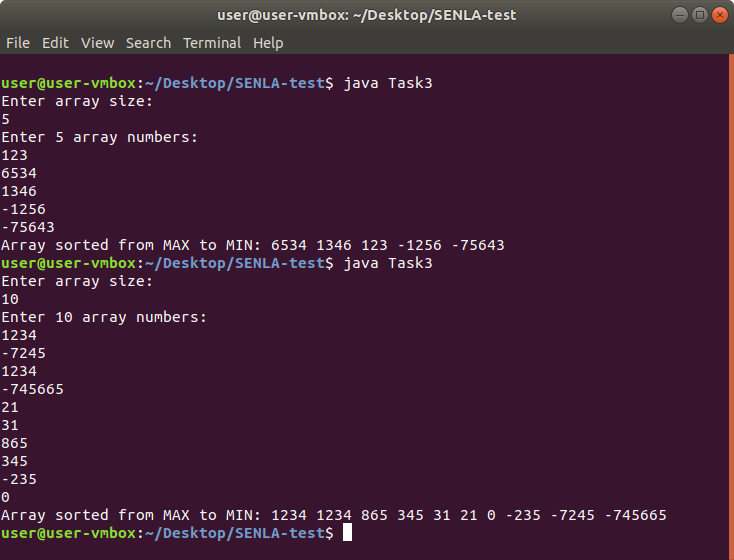 user@user-vmbox: ~/Desktop/SENLA-test
File Edit View Search Terminal Help
user@user-vmbox:~/Desktop/SENLA-test$ java Task3
Enter array size:
5
Enter 5 array numbers:
123
6534
1346
-1256
-75643
Array sorted from MAX to MIN: 6534 1346 123 -1256 -75643
user@user-vmbox:~/Desktop/SENLA-test$ java Task3
Enter array size:
10
Enter 10 array numbers:
1234
-7245
1234
-745665
21
31
865
345
-235
0
Array sorted from MAX to MIN: 1234 1234 865 345 31 21 0 -235 -7245 -745665
user@user-vmbox:~/Desktop/SENLA-test$